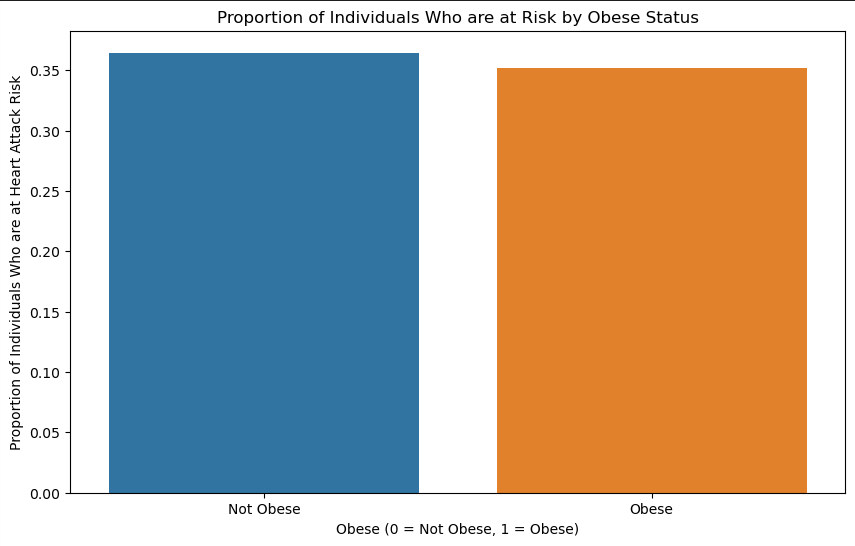 Proportion of Individuals Who are at Risk by Obese Status
Proportion of Individuals Who are at Heart Attack Risk
0.35
0.30
0.25
0.20
0.15
0.10
0.05
0.00
Not Obese
Obese
Obese (0 = Not Obese, 1 = Obese)